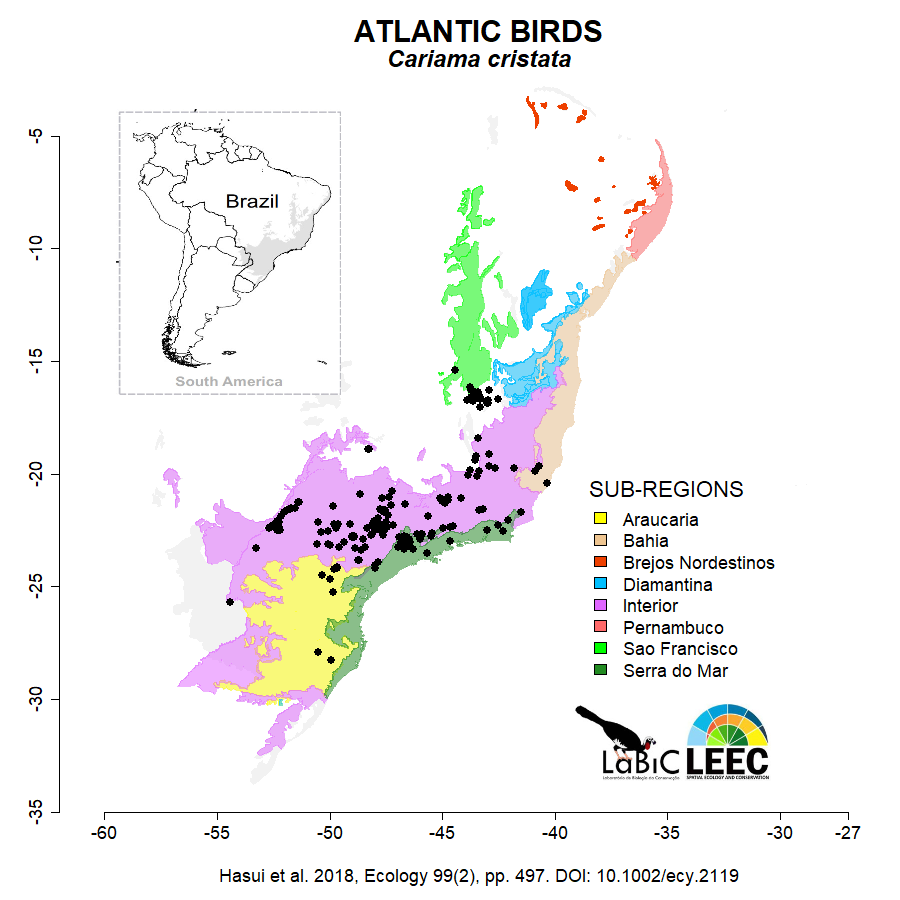 ATLANTIC BIRDS
Cariama cristata
-5
-10
-15
-20
-25
-30
-35
Brazil
South America
SUB-REGIONS
Araucaria
Bahia
Brejos Nordestinos
Diamantina
Interior
Pernambuco
Sao Francisco
Serra do Mar
LaBiC
Laboratório de Biologia da Conservação
LEEC
SPATIAL ECOLOGY AND CONSERVATION
-60
-55
-50
-45
-40
-35
-30
-27
Hasui et al. 2018, Ecology 99(2), pp. 497. DOI: 10.1002/ecy.2119